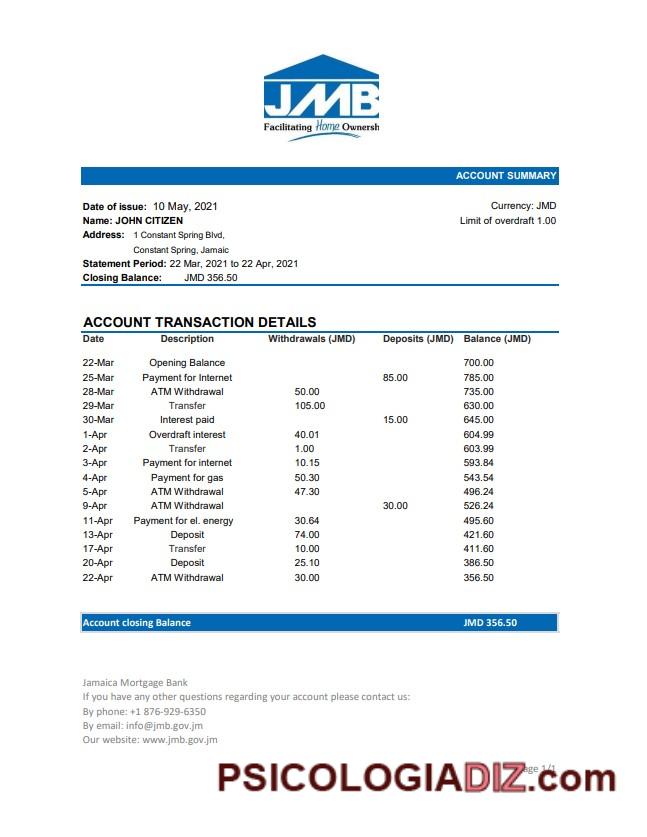 JMB
Facilitating Home Ownersh
ACCOUNT SUMMARY
Date of issue: 10 May, 2021 Currency: JMD
Name: JOHN CITIZEN Limit of overdraft 1.00
Address: 1 Constant Spring Blvd,
Constant Spring, Jamaic
Statement Period: 22 Mar, 2021 to 22 Apr, 2021
Closing Balance: JMD 356.50
ACCOUNT TRANSACTION DETAILS
Date Description Withdrawals (JMD) Deposits (JMD) Balance (JMD)
22-Mar Opening Balance 700.00
25-Mar Payment for Internet 85.00 785.00
28-Mar ATM Withdrawal 50.00 735.00
29-Mar Transfer 105.00 630.00
30-Mar Interest paid 15.00 645.00
1-Apr Overdraft interest 40.01 604.99
2-Apr Transfer 1.00 603.99
3-Apr Payment for internet 10.15 593.84
4-Apr Payment for gas 50.30 543.54
5-Apr ATM Withdrawal 47.30 496.24
9-Apr ATM Withdrawal 30.00 526.24
11-Apr Payment for el. energy 30.64 495.60
13-Apr Deposit 74.00 421.60
17-Apr Transfer 10.00 411.60
20-Apr Deposit 25.10 386.50
22-Apr ATM Withdrawal 30.00 356.50
Account closing Balance JMD 356.50
Jamaica Mortgage Bank
If you have any other questions regarding your account please contact us:
By phone: +1 876-929-6350
By email: info@jmb.gov.jm
Our website: www.jmb.gov.jm
1/1
PSICOLOGIADIZ.com